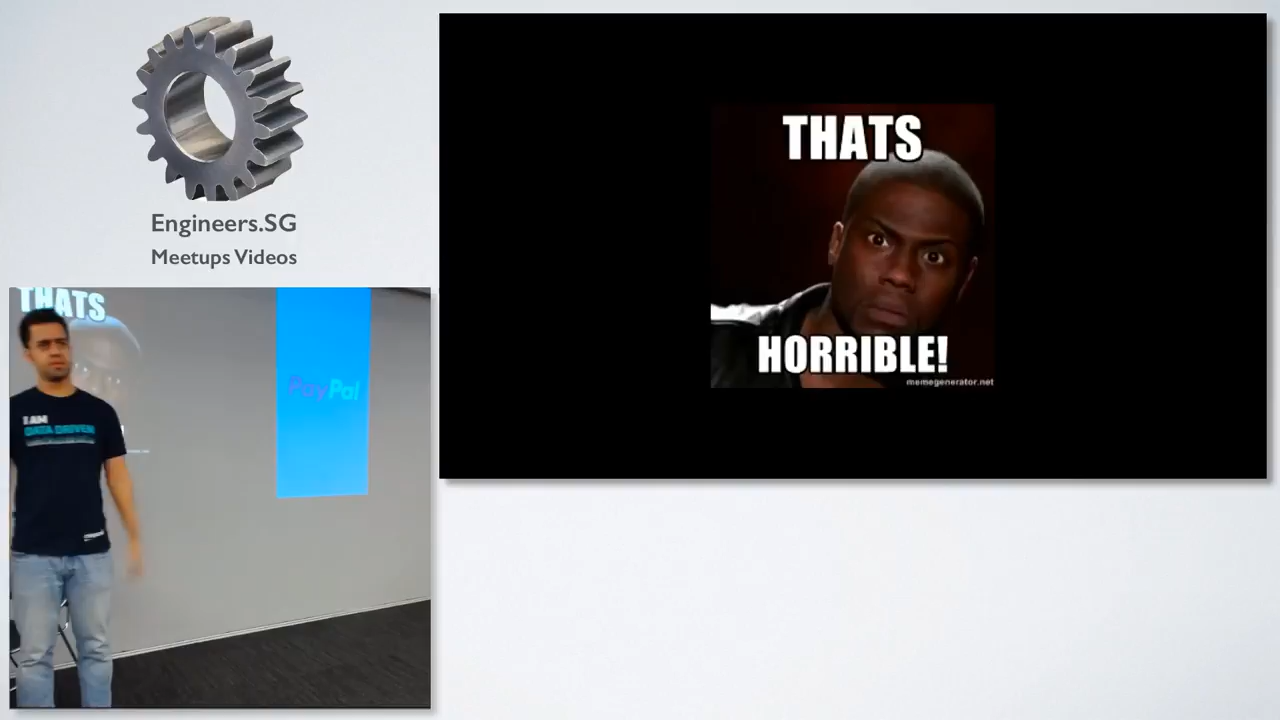 Engineers.SG
Meetups Videos
THATS
HORRIBLE!
memegenerator.net
THATS
PayPal
I AM
DATA DRIVEN